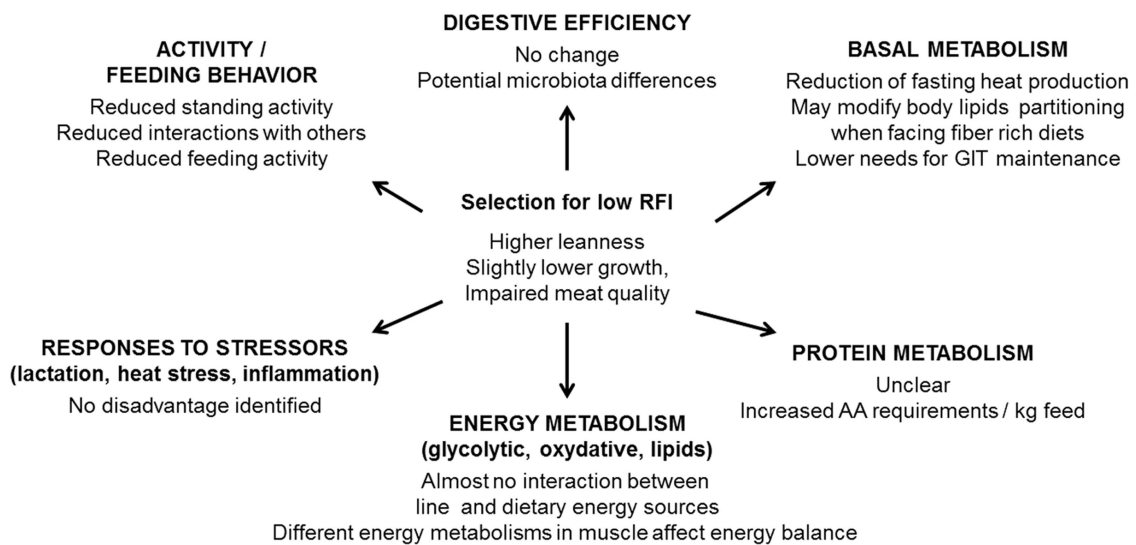 DIGESTIVE EFFICIENCY
No change
Potential microbiota differences
ACTIVITY /
FEEDING BEHAVIOR
Reduced standing activity
Reduced interactions with others
Reduced feeding activity
BASAL METABOLISM
Reduction of fasting heat production
May modify body lipids partitioning
when facing fiber rich diets
Lower needs for GIT maintenance
Selection for low RFI
Higher leanness
Slightly lower growth,
Impaired meat quality
RESPONSES TO STRESSORS
(lactation, heat stress, inflammation)
No disadvantage identified
PROTEIN METABOLISM
Unclear
Increased AA requirements / kg feed
ENERGY METABOLISM
(glycolytic, oxydative, lipids)
Almost no interaction between
line and dietary energy sources
Different energy metabolisms in muscle affect energy balance